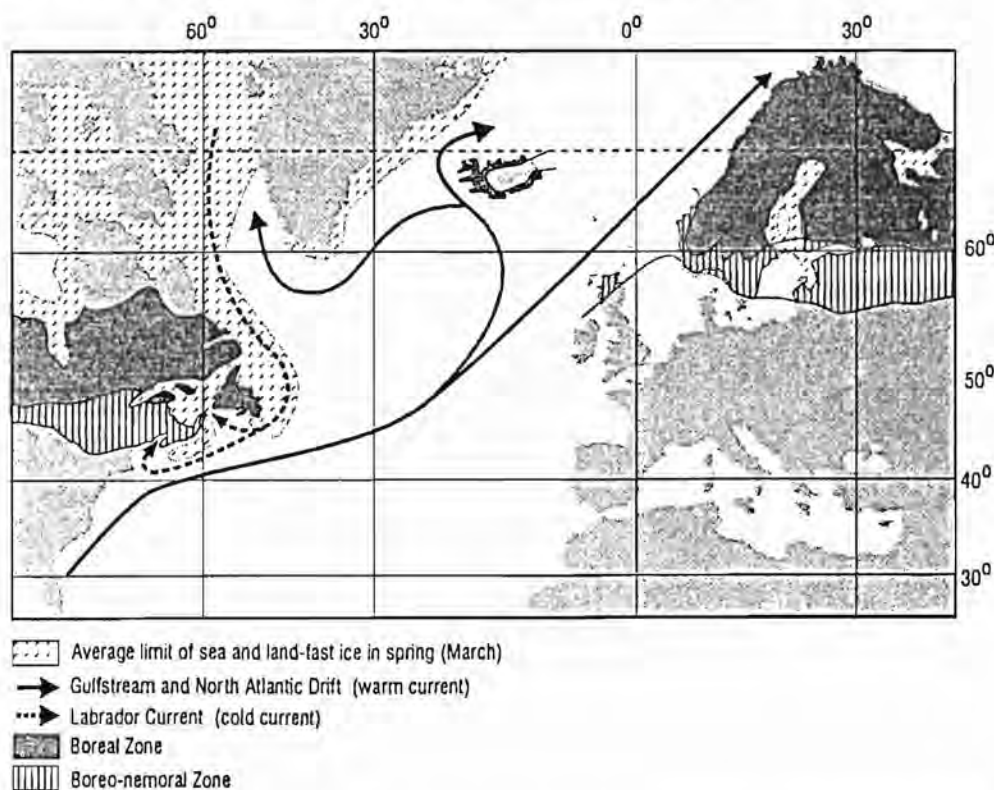 60⁰ 30⁰ 0⁰ 30⁰
60⁰
50⁰
40⁰
30⁰
Average limit of sea and land-fast ice in spring (March)
Gulfstream and North Atlantic Drift (warm current)
Labrador Current (cold current)
Boreal Zone
Boreo-nemoral Zone